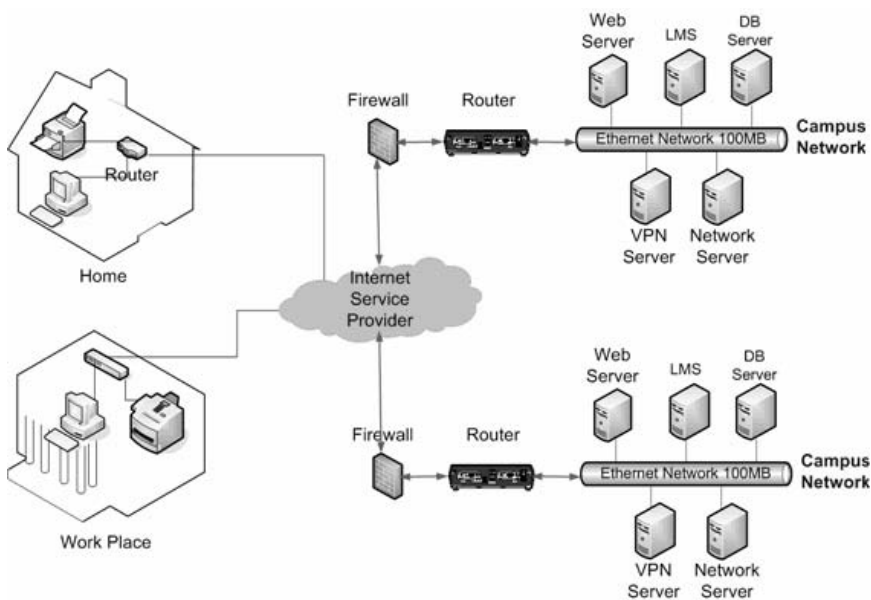 Web
Server
LMS
DB
Server
Firewall
Router
Ethernet Network 100MB
Campus
Network
VPN
Server
Network
Server
Router
Home
Internet
Service
Provider
Web
Server
LMS
DB
Server
Firewall
Router
Ethernet Network 100MB
Campus
Network
VPN
Server
Network
Server
Work Place